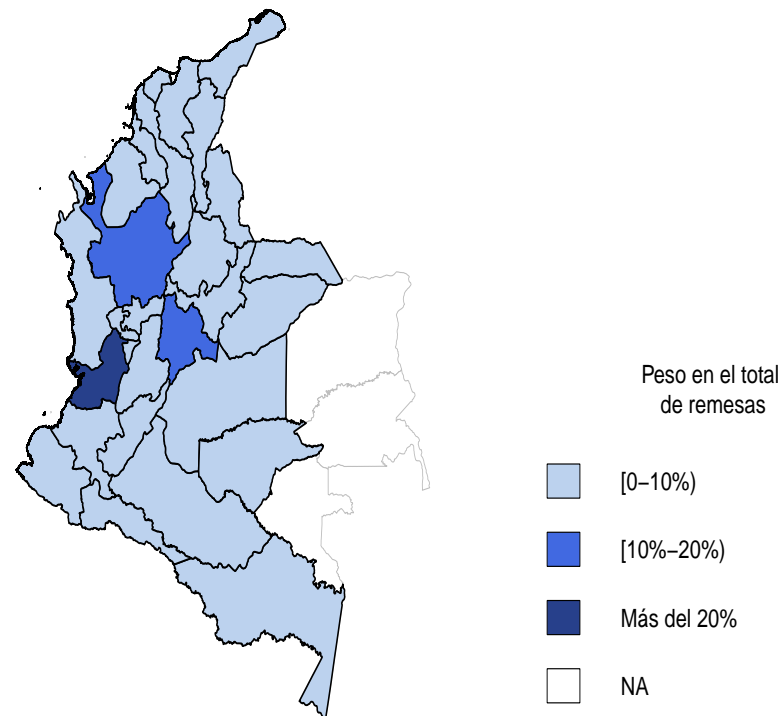 Peso en el total
de remesas
[0–10%)
[10%–20%)
Más del 20%
NA